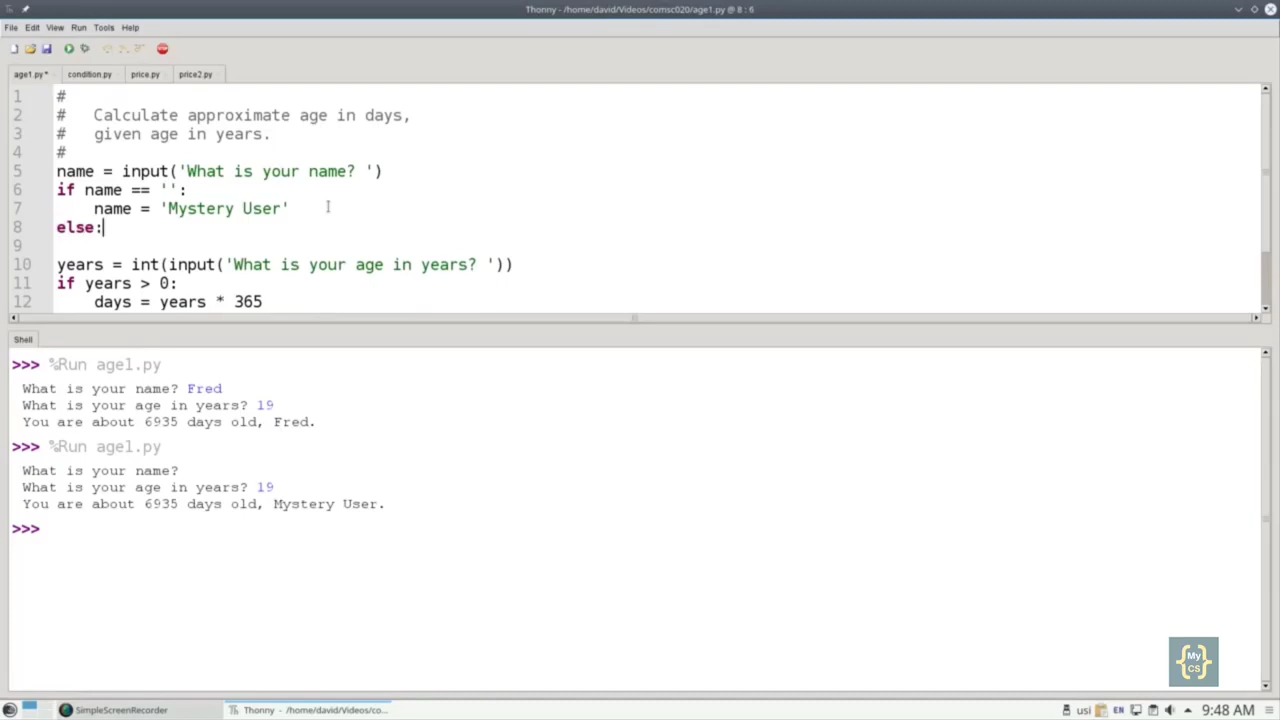 Thonny - /home/david/Videos/comsc020/age1.py @ 8 : 6
File Edit View Run Tools Help
age1.py* condition.py price.py price2.py
1 #
2 #   Calculate approximate age in days,
3 #   given age in years.
4 #
5 name = input('What is your name? ')
6 if name == '':
7     name = 'Mystery User'
8 else:
9
10 years = int(input('What is your age in years? '))
11 if years > 0:
12     days = years * 365
Shell
>>> %Run age1.py
What is your name? Fred
What is your age in years? 19
You are about 6935 days old, Fred.
>>> %Run age1.py
What is your name?
What is your age in years? 19
You are about 6935 days old, Mystery User.
>>>
{My CS}
SimpleScreenRecorder Thonny - /home/david/Videos/co... usi EN 9:48 AM